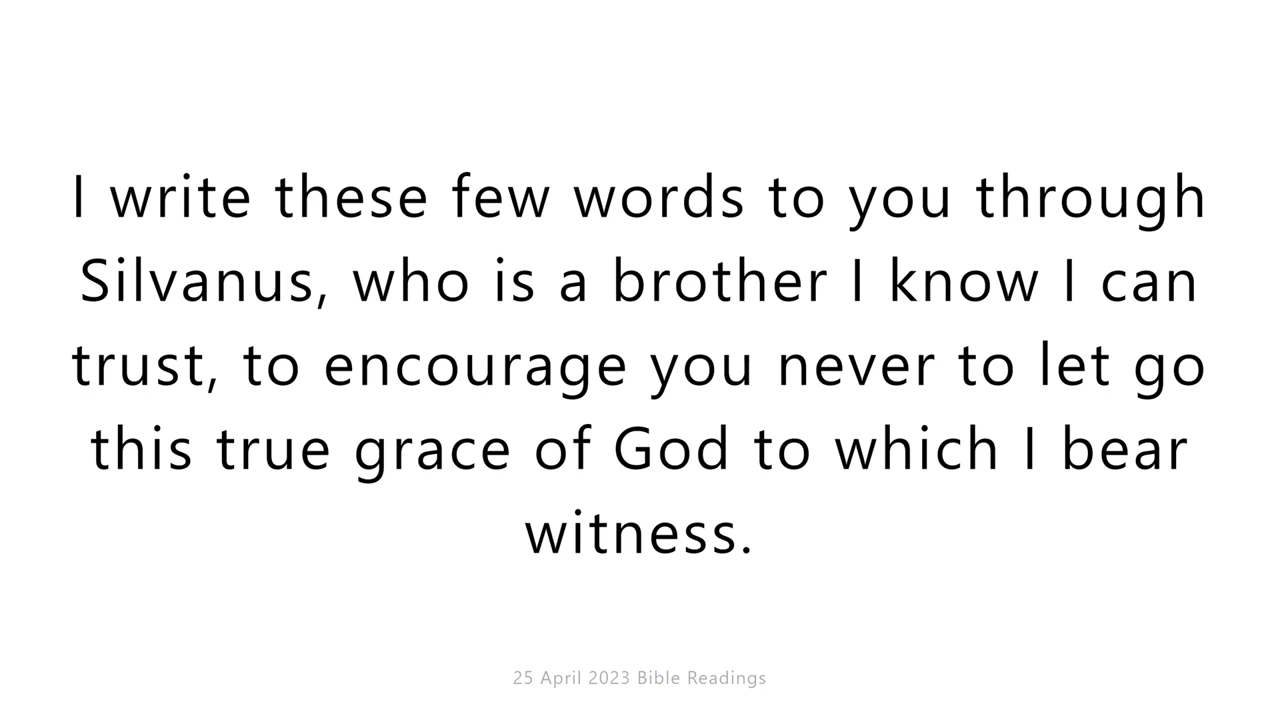 I write these few words to you through
Silvanus, who is a brother I know I can
trust, to encourage you never to let go
this true grace of God to which I bear
witness.
25 April 2023 Bible Readings